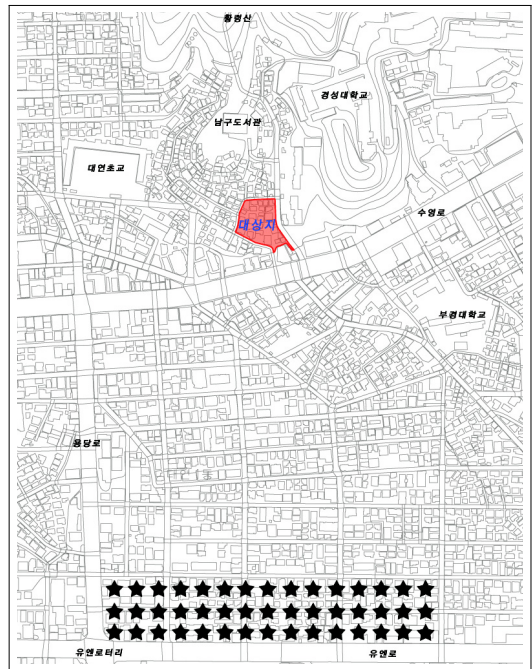 황령산
경성대학교
남구도서관
대연초교
수영로
대상지
부경대학교
용당로
유엔로터리
유엔로